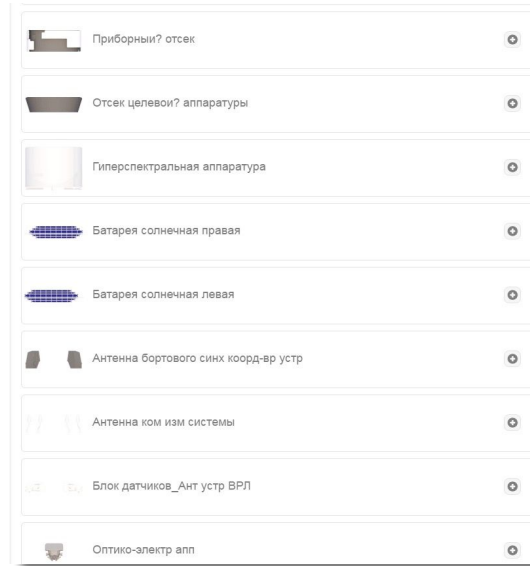 Приборныи? отсек
Отсек целевои? аппаратуры
Гиперспектральная аппаратура
Батарея солнечная правая
Батарея солнечная левая
Антенна бортового синх коорд-вр устр
Антенна ком изм системы
Блок датчиков_Ант устр ВРЛ
Оптико-электр апп